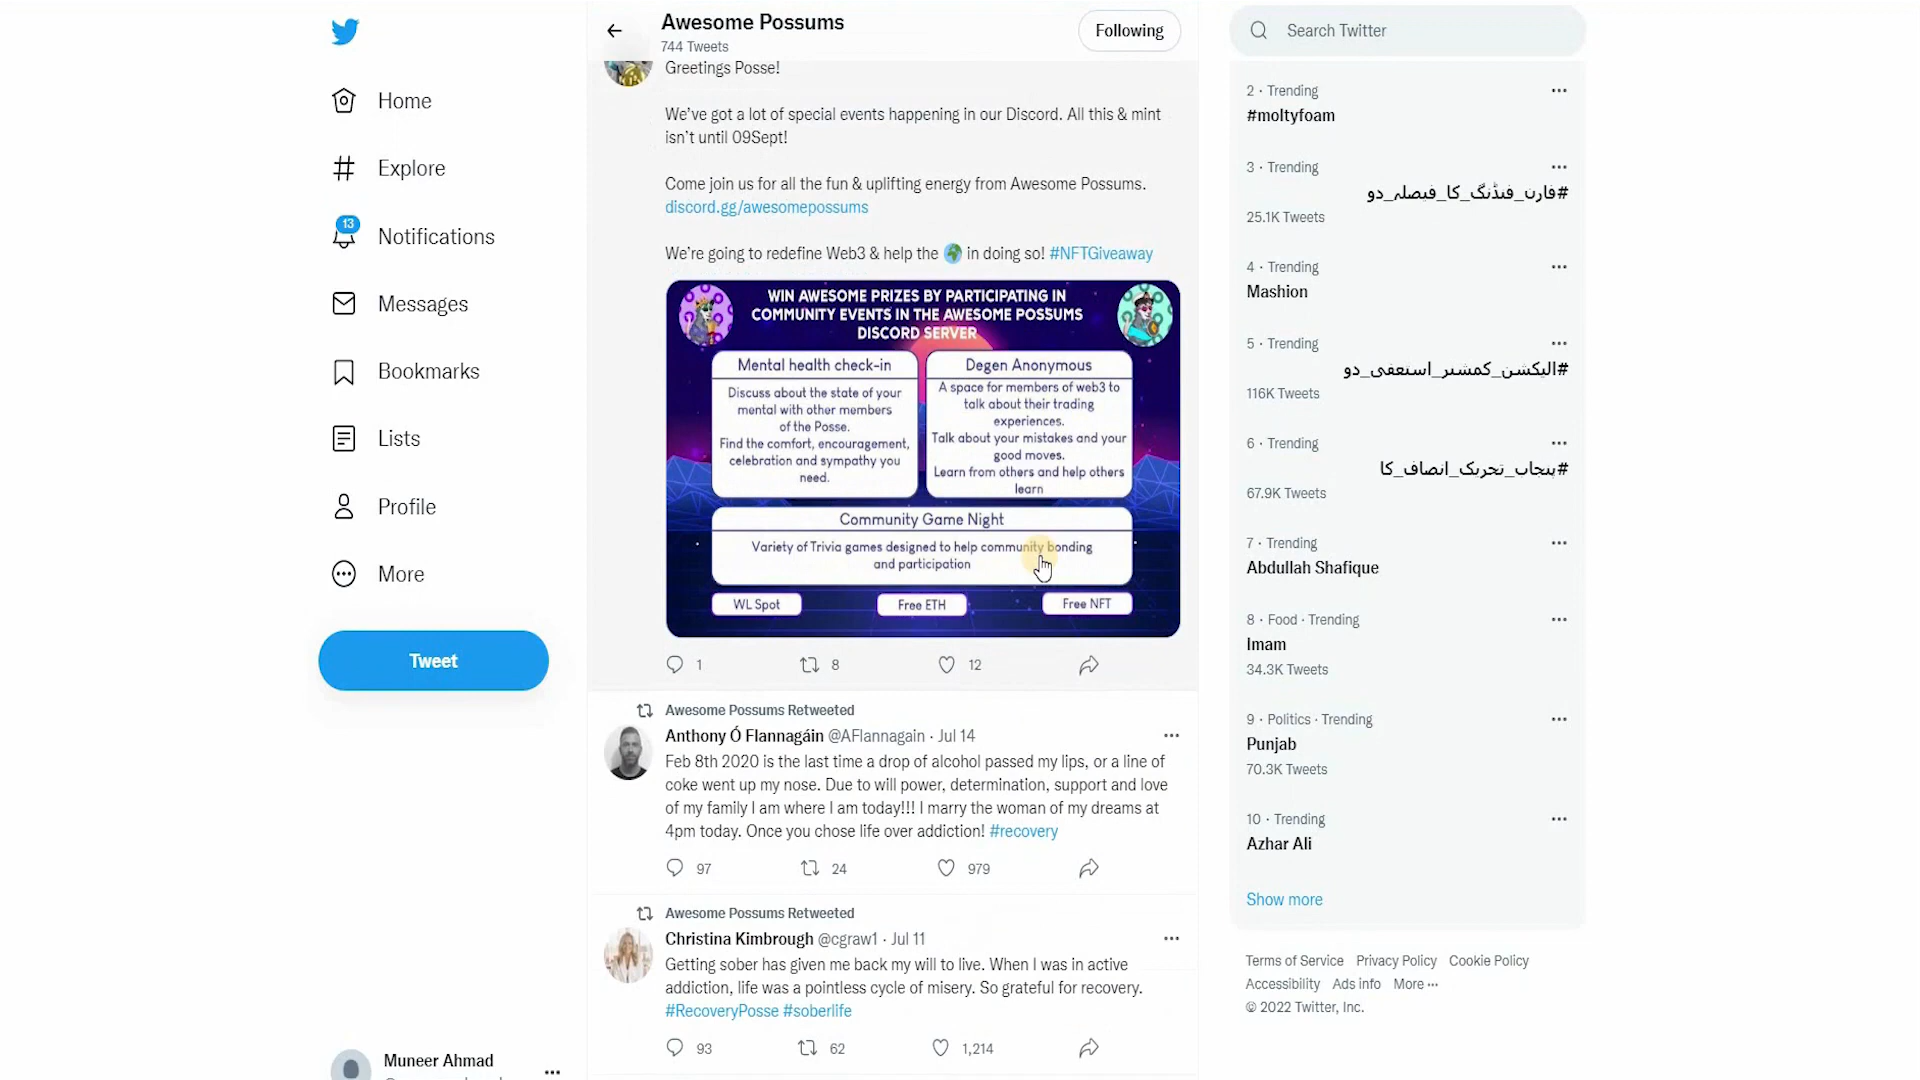 Home
Explore
13
Notifications
Messages
Bookmarks
Lists
Profile
More
Tweet
Muneer Ahmad
Awesome Possums
744 Tweets
Following
Greetings Posse!
We've got a lot of special events happening in our Discord. All this & mint
isn't until 09Sept!
Come join us for all the fun & uplifting energy from Awesome Possums.
discord.gg/awesomepossums
We're going to redefine Web3 & help the 🌍 in doing so! #NFTGiveaway
WIN AWESOME PRIZES BY PARTICIPATING IN
COMMUNITY EVENTS IN THE AWESOME POSSUMS
DISCORD SERVER
Mental health check-in
Discuss about the state of your
mental with other members
of the Posse.
Find the comfort, encouragement,
celebration and sympathy you
need.
Degen Anonymous
A space for members of web3 to
talk about their trading
experiences.
Talk about your mistakes and your
good moves.
Learn from others and help others
learn
Community Game Night
Variety of Trivia games designed to help community bonding
and participation
WL Spot
Free ETH
Free NFT
1 8 12
Awesome Possums Retweeted
Anthony Ó Flannagáin @AFlannagain · Jul 14
Feb 8th 2020 is the last time a drop of alcohol passed my lips, or a line of
coke went up my nose. Due to will power, determination, support and love
of my family I am where I am today!!! I marry the woman of my dreams at
4pm today. Once you chose life over addiction! #recovery
97 24 979
Awesome Possums Retweeted
Christina Kimbrough @cgraw1 · Jul 11
Getting sober has given me back my will to live. When I was in active
addiction, life was a pointless cycle of misery. So grateful for recovery.
#RecoveryPosse #soberlife
93 62 1,214
Search Twitter
2 · Trending
#moltyfoam
3 · Trending
#فارن_فنڈنگ_کا_فیصلہ_دو
25.1K Tweets
4 · Trending
Mashion
5 · Trending
#الیکشن_کمشنر_استعفی_دو
116K Tweets
6 · Trending
#پنجاب_تحریک_انصاف_کا
67.9K Tweets
7 · Trending
Abdullah Shafique
8 · Food · Trending
Imam
34.3K Tweets
9 · Politics · Trending
Punjab
70.3K Tweets
10 · Trending
Azhar Ali
Show more
Terms of Service Privacy Policy Cookie Policy
Accessibility Ads info More ···
© 2022 Twitter, Inc.